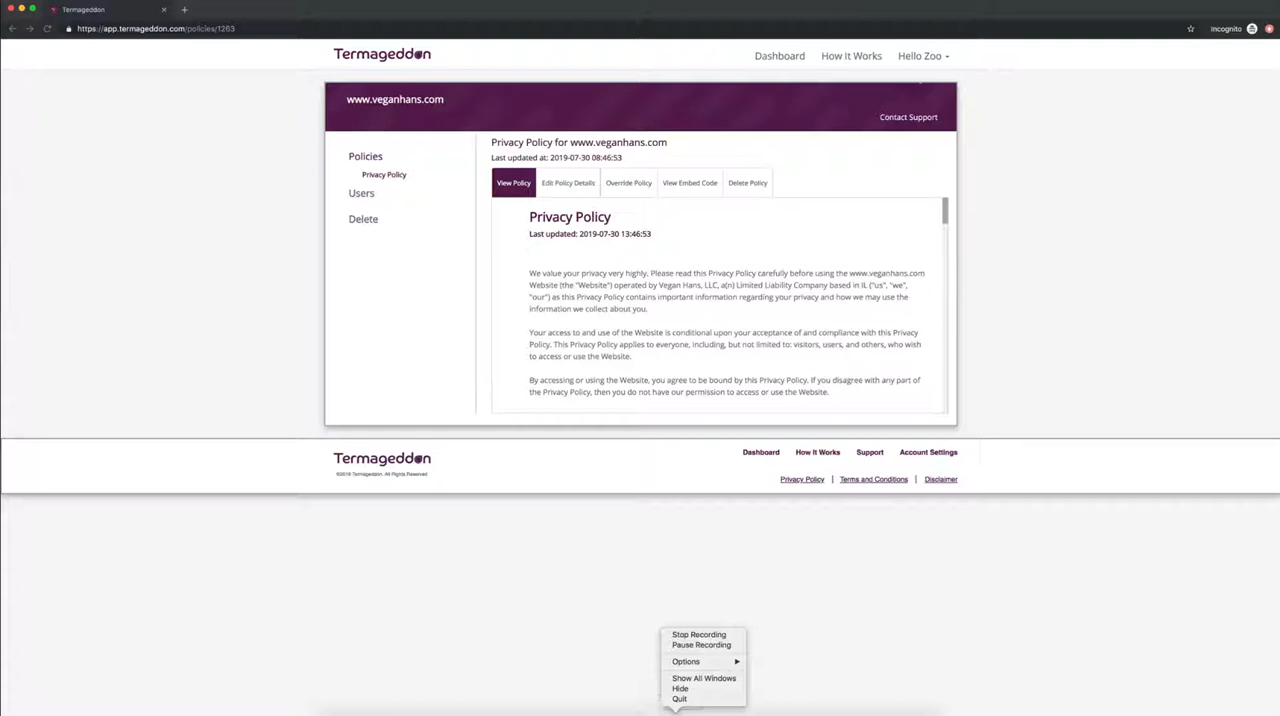 Termageddon
https://app.termageddon.com/policies/1263
Incognito
Termageddon
Dashboard How It Works Hello Zoo
www.veganhans.com
Contact Support
Policies
Privacy Policy
Users
Delete
Privacy Policy for www.veganhans.com
Last updated at: 2019-07-30 08:46:53
View Policy Edit Policy Details Override Policy View Embed Code Delete Policy
Privacy Policy
Last updated: 2019-07-30 13:46:53
We value your privacy very highly. Please read this Privacy Policy carefully before using the www.veganhans.com
Website (the "Website") operated by Vegan Hans, LLC, a(n) Limited Liability Company based in IL ("us", "we",
"our") as this Privacy Policy contains important information regarding your privacy and how we may use the
information we collect about you.
Your access to and use of the Website is conditional upon your acceptance of and compliance with this Privacy
Policy. This Privacy Policy applies to everyone, including, but not limited to: visitors, users, and others, who wish
to access or use the Website.
By accessing or using the Website, you agree to be bound by this Privacy Policy. If you disagree with any part of
the Privacy Policy, then you do not have our permission to access or use the Website.
Termageddon
©2019 Termageddon. All Rights Reserved
Dashboard How It Works Support Account Settings
Privacy Policy | Terms and Conditions | Disclaimer
Stop Recording
Pause Recording
Options
Show All Windows
Hide
Quit